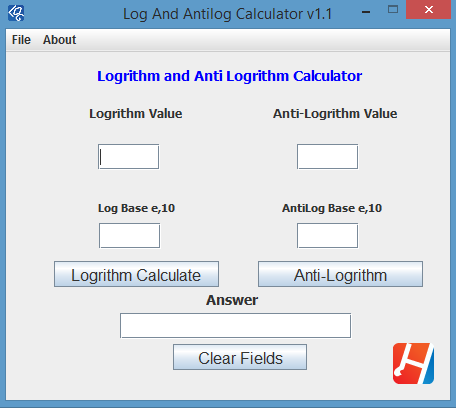 Log And Antilog Calculator v1.1
File About
Logrithm and Anti Logrithm Calculator
Logrithm Value Anti-Logrithm Value
Log Base e,10 AntiLog Base e,10
Logrithm Calculate Anti-Logrithm
Answer
Clear Fields